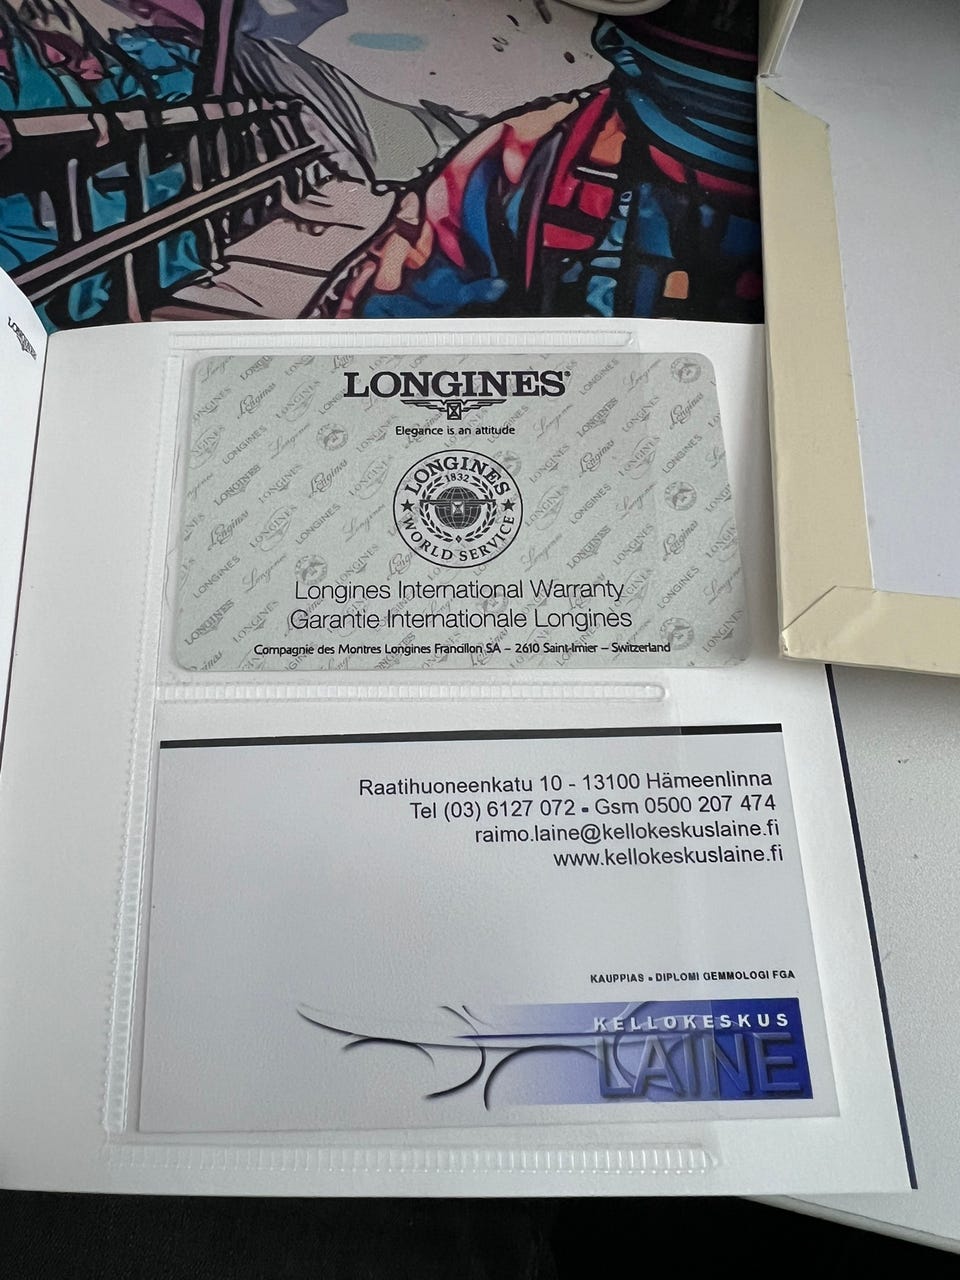 LONGINES
LONGINES
Elegance is an attitude
LONGINES
1832
WORLD SERVICE
Longines International Warranty
Garantie Internationale Longines
Compagnie des Montres Longines Francillon SA – 2610 Saint-Imier – Switzerland
Raatihuoneenkatu 10 - 13100 Hämeenlinna
Tel (03) 6127 072 • Gsm 0500 207 474
raimo.laine@kellokeskuslaine.fi
www.kellokeskuslaine.fi
KAUPPIAS • DIPLOMI GEMMOLOGI FGA
KELLOKESKUS
LAINE